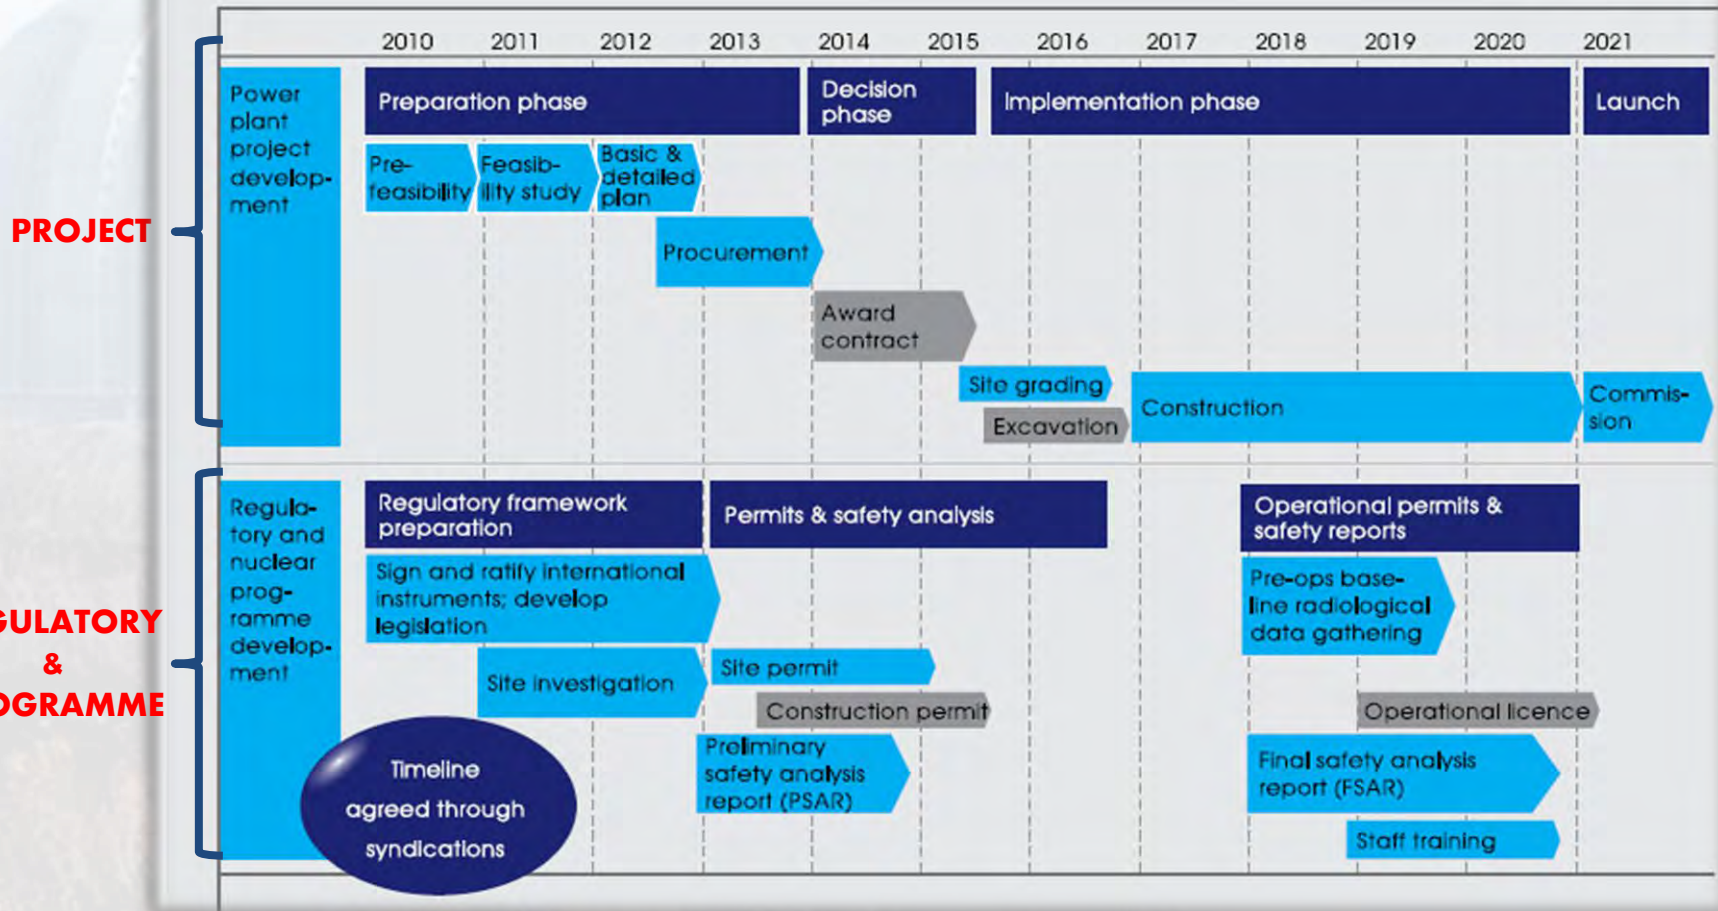 2010 2011 2012 2013 2014 2015 2016 2017 2018 2019 2020 2021
Power
plant
project
develop-
ment
Preparation phase
Decision
phase
Implementation phase
Launch
Pre-
feasibility
Feasib-
ility study
Basic &
detailed
plan
PROJECT
Procurement
Award
contract
Site grading
Excavation
Construction
Commis-
sion
Regula-
tory and
nuclear
prog-
ramme
develop-
ment
Regulatory framework
preparation
Permits & safety analysis
Operational permits &
safety reports
Sign and ratify international
instruments; develop
legislation
Pre-ops base-
line radiological
data gathering
GULATORY
&
OGRAMME
Site investigation
Site permit
Construction permit
Operational licence
Preliminary
safety analysis
report (PSAR)
Final safety analysis
report (FSAR)
Staff training
Timeline
agreed through
syndications